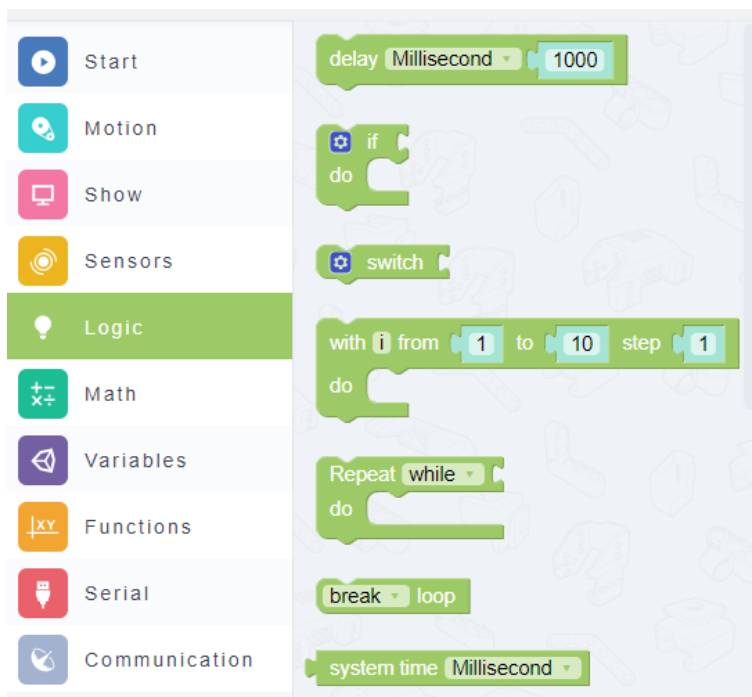 Start
Motion
Show
Sensors
Logic
Math
Variables
Functions
XY
Serial
Communication
delay Millisecond 1000
if
do
switch
with i from 1 to 10 step 1
do
Repeat while
do
break loop
system time Millisecond